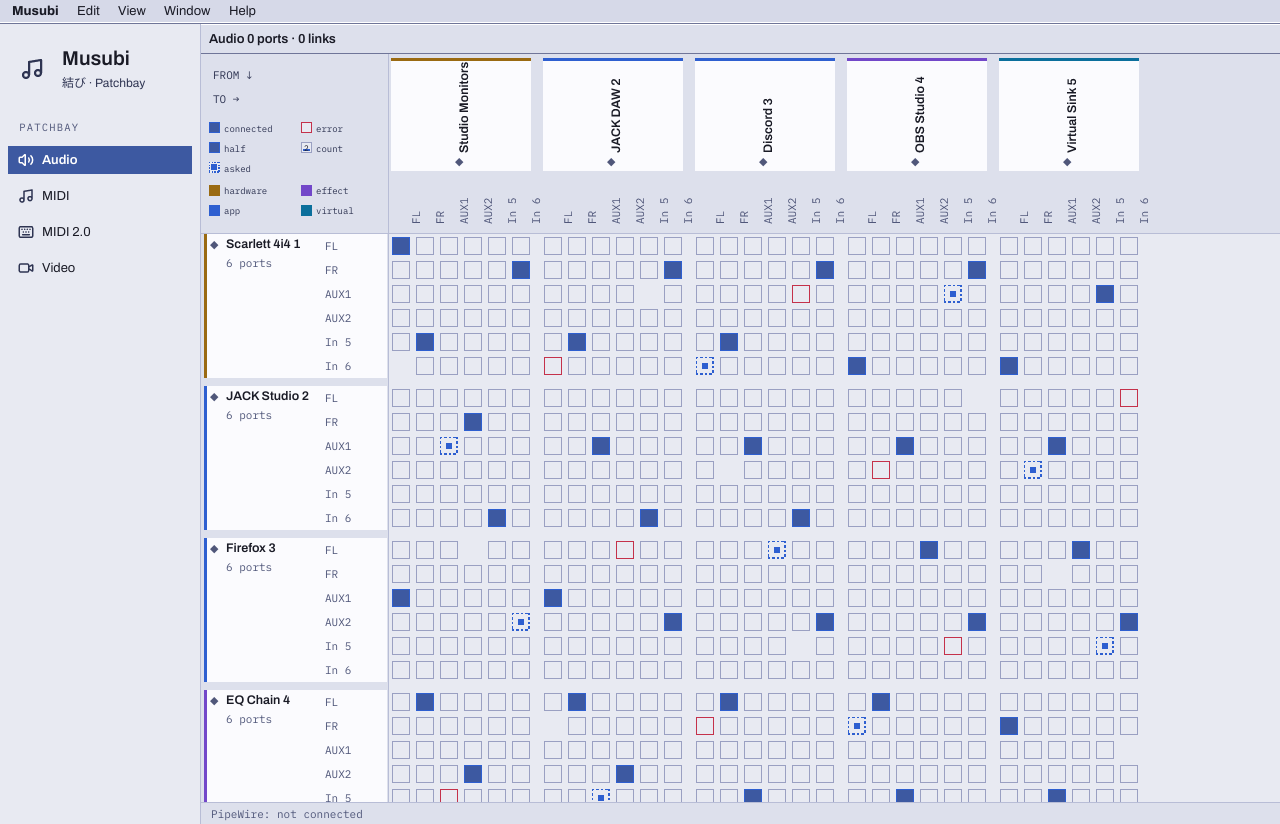 Musubi Edit View Window Help
Musubi
結び · Patchbay
PATCHBAY
Audio
MIDI
MIDI 2.0
Video
Audio 0 ports · 0 links
FROM ↓
TO →
connected
error
half
count
asked
hardware
effect
app
virtual
Studio Monitors
JACK DAW 2
Discord 3
OBS Studio 4
Virtual Sink 5
FL FR AUX1 AUX2 In 5 In 6 FL FR AUX1 AUX2 In 5 In 6 FL FR AUX1 AUX2 In 5 In 6 FL FR AUX1 AUX2 In 5 In 6 FL FR AUX1 AUX2 In 5 In 6
Scarlett 4i4 1 FL
6 ports
FR
AUX1
AUX2
In 5
In 6
JACK Studio 2 FL
6 ports
FR
AUX1
AUX2
In 5
In 6
Firefox 3 FL
6 ports
FR
AUX1
AUX2
In 5
In 6
EQ Chain 4 FL
6 ports
FR
AUX1
AUX2
In 5
PipeWire: not connected